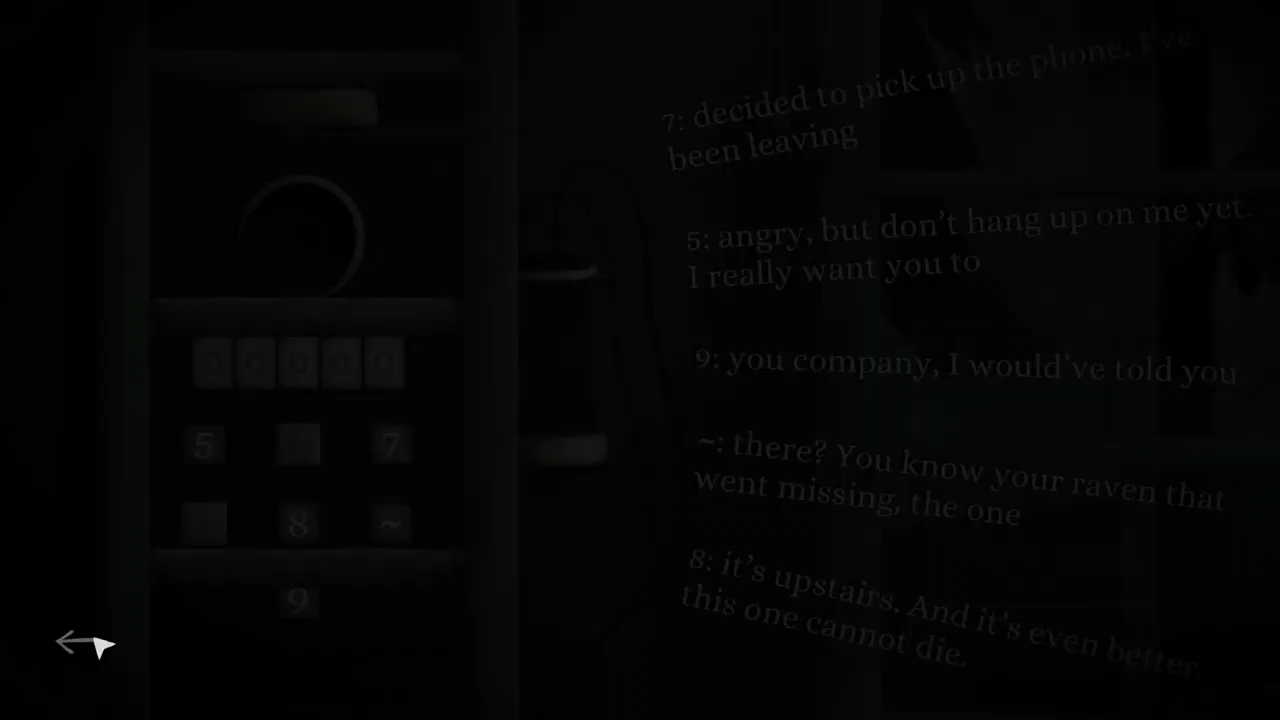 7: decided to pick up the phone. I've
been leaving
5: angry, but don't hang up on me yet.
I really want you to
9: you company, I would've told you
~: there? You know your raven that
went missing, the one
8: it's upstairs. And it's even better,
this one cannot die.
5 7
8 ~
9